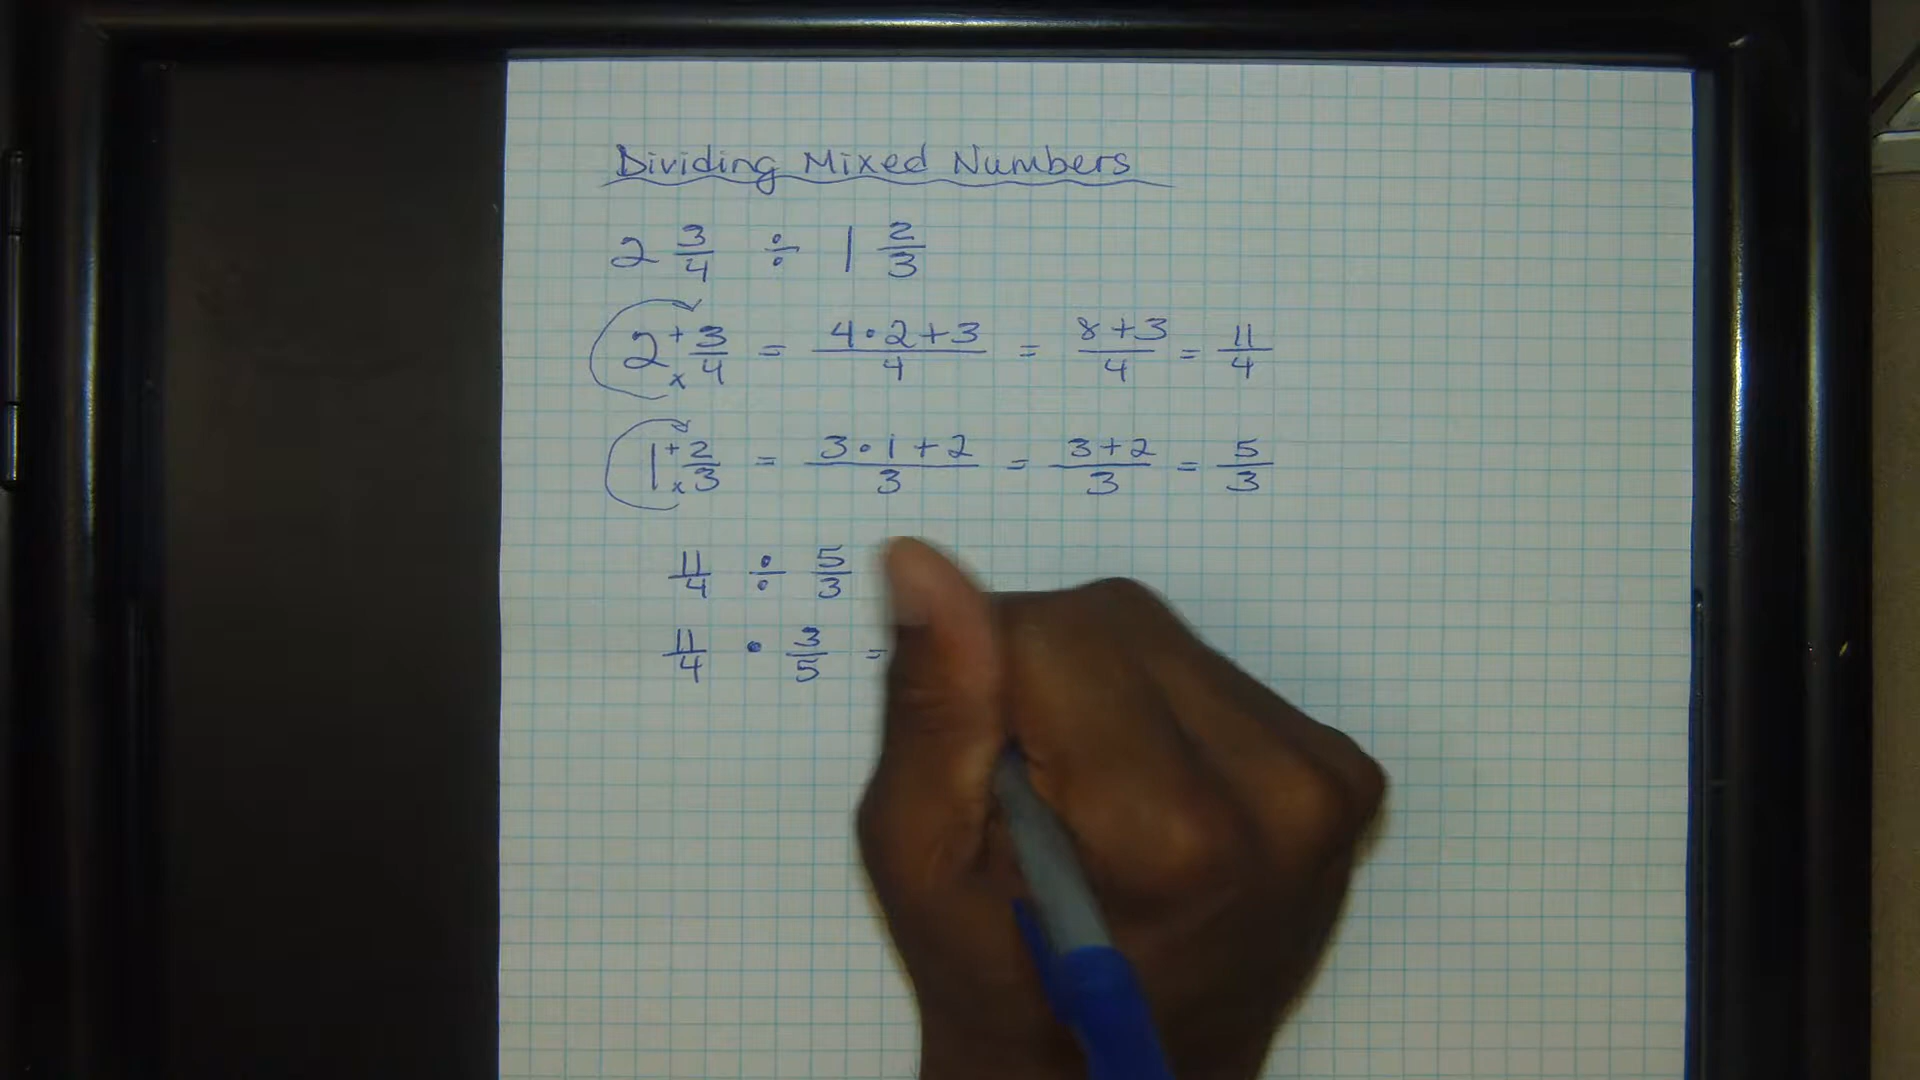 Dividing Mixed Numbers
2 3/4 ÷ 1 2/3
2 + x 3/4 = 4·2+3/4 = 8+3/4 = 11/4
1 + x 2/3 = 3·1+2/3 = 3+2/3 = 5/3
11/4 ÷ 5/3
11/4 · 3/5 =